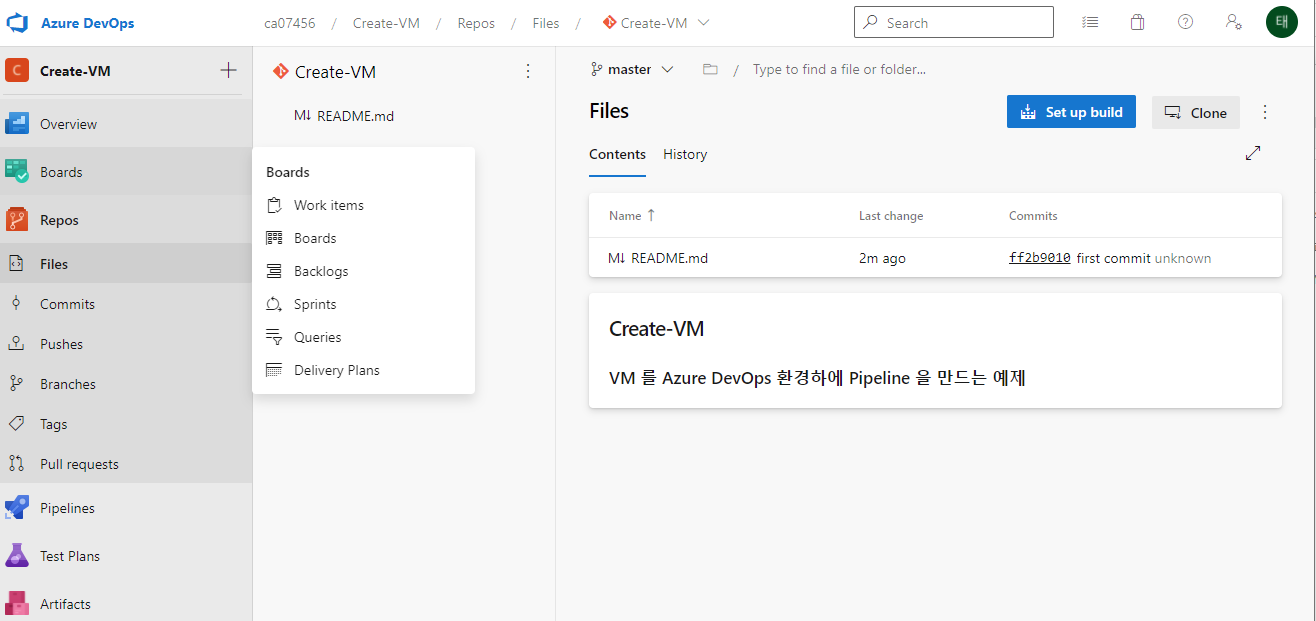 Azure DevOps
ca07456 / Create-VM / Repos / Files / Create-VM
Search
태
C Create-VM
Overview
Boards
Repos
Files
Commits
Pushes
Branches
Tags
Pull requests
Pipelines
Test Plans
Artifacts
Create-VM
M↓ README.md
Boards
Work items
Boards
Backlogs
Sprints
Queries
Delivery Plans
master / Type to find a file or folder...
Files
Set up build
Clone
Contents History
Name ↑ Last change Commits
M↓ README.md 2m ago ff2b9010 first commit unknown
Create-VM
VM 를 Azure DevOps 환경하에 Pipeline 을 만드는 예제